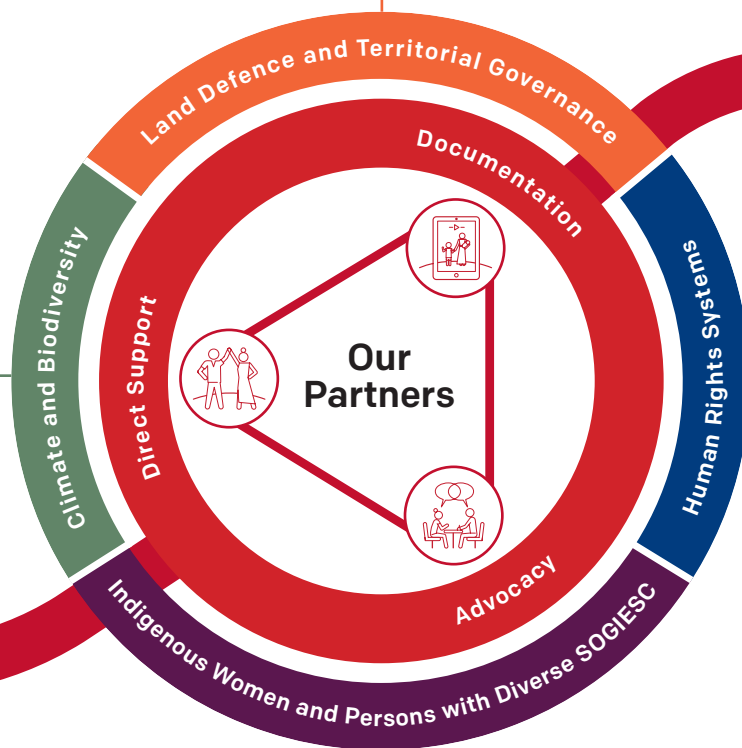 Land Defence and Territorial Governance
Documentation
Climate and Biodiversity
Direct Support
Our
Partners
Human Rights Systems
Advocacy
Indigenous Women and Persons with Diverse SOGIESC